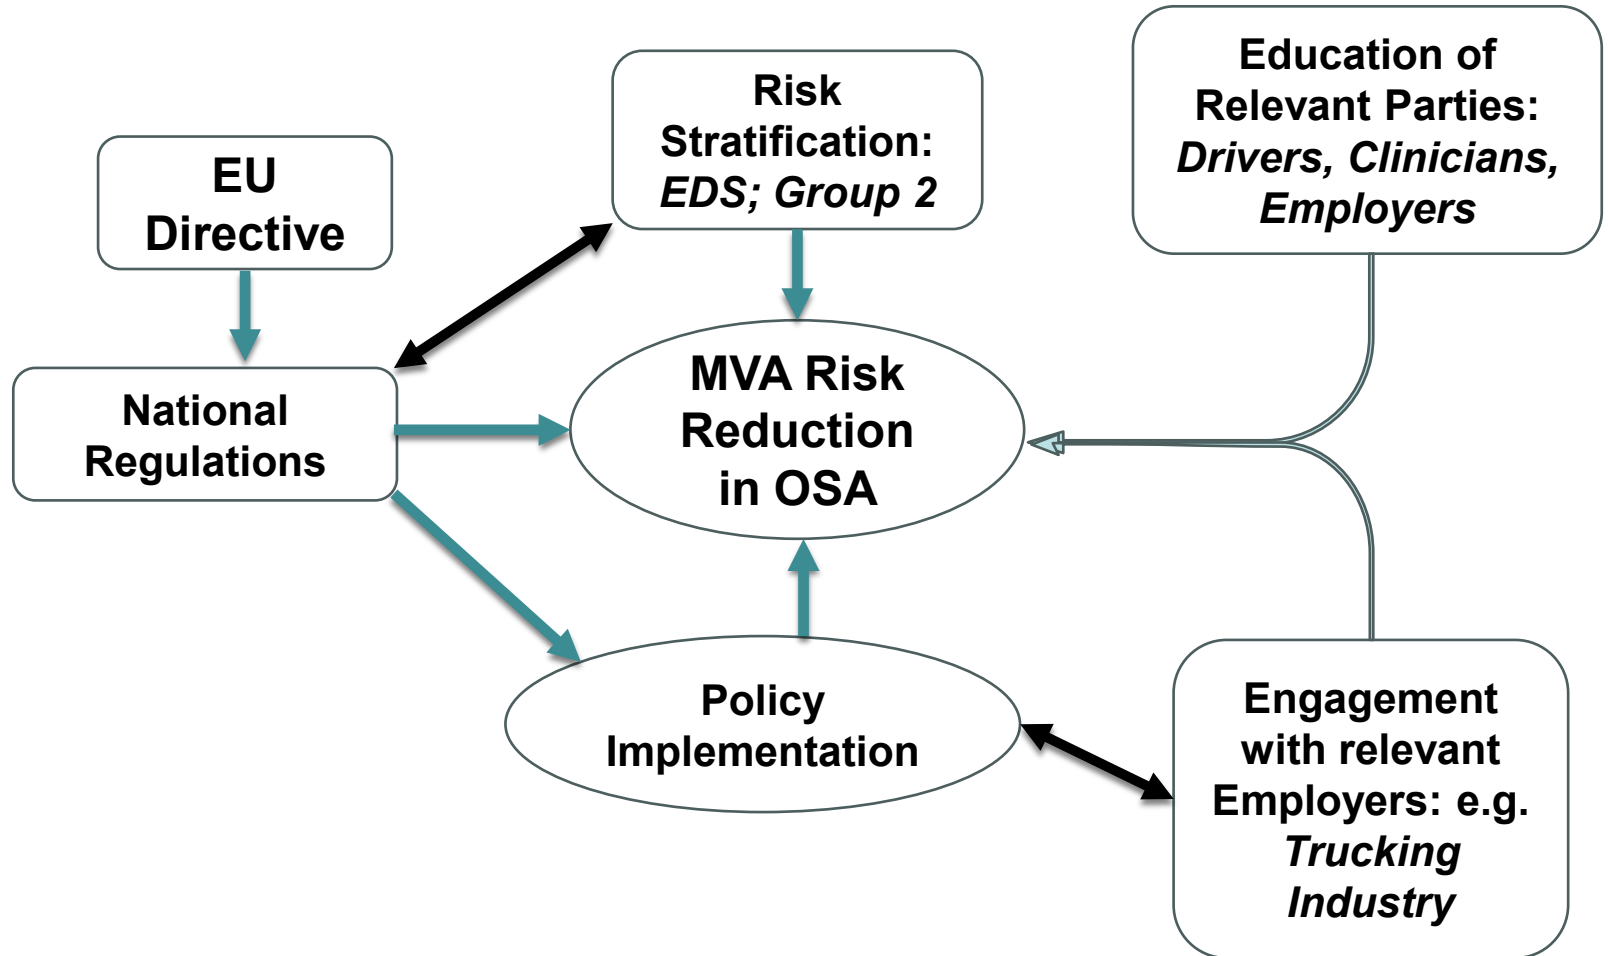 EU
Directive
Risk
Stratification:
EDS; Group 2
Education of
Relevant Parties:
Drivers, Clinicians,
Employers
National
Regulations
MVA Risk
Reduction
in OSA
Policy
Implementation
Engagement
with relevant
Employers: e.g.
Trucking
Industry